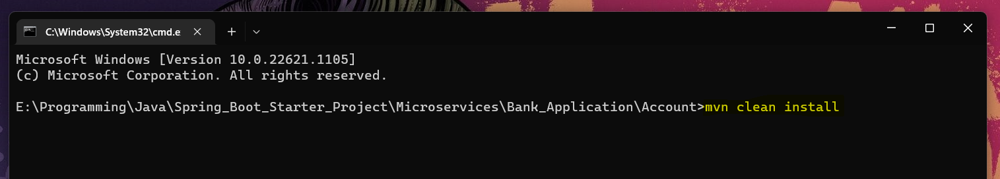 C:\Windows\System32\cmd.e
Microsoft Windows [Version 10.0.22621.1105]
(c) Microsoft Corporation. All rights reserved.
E:\Programming\Java\Spring_Boot_Starter_Project\Microservices\Bank_Application\Account>mvn clean install